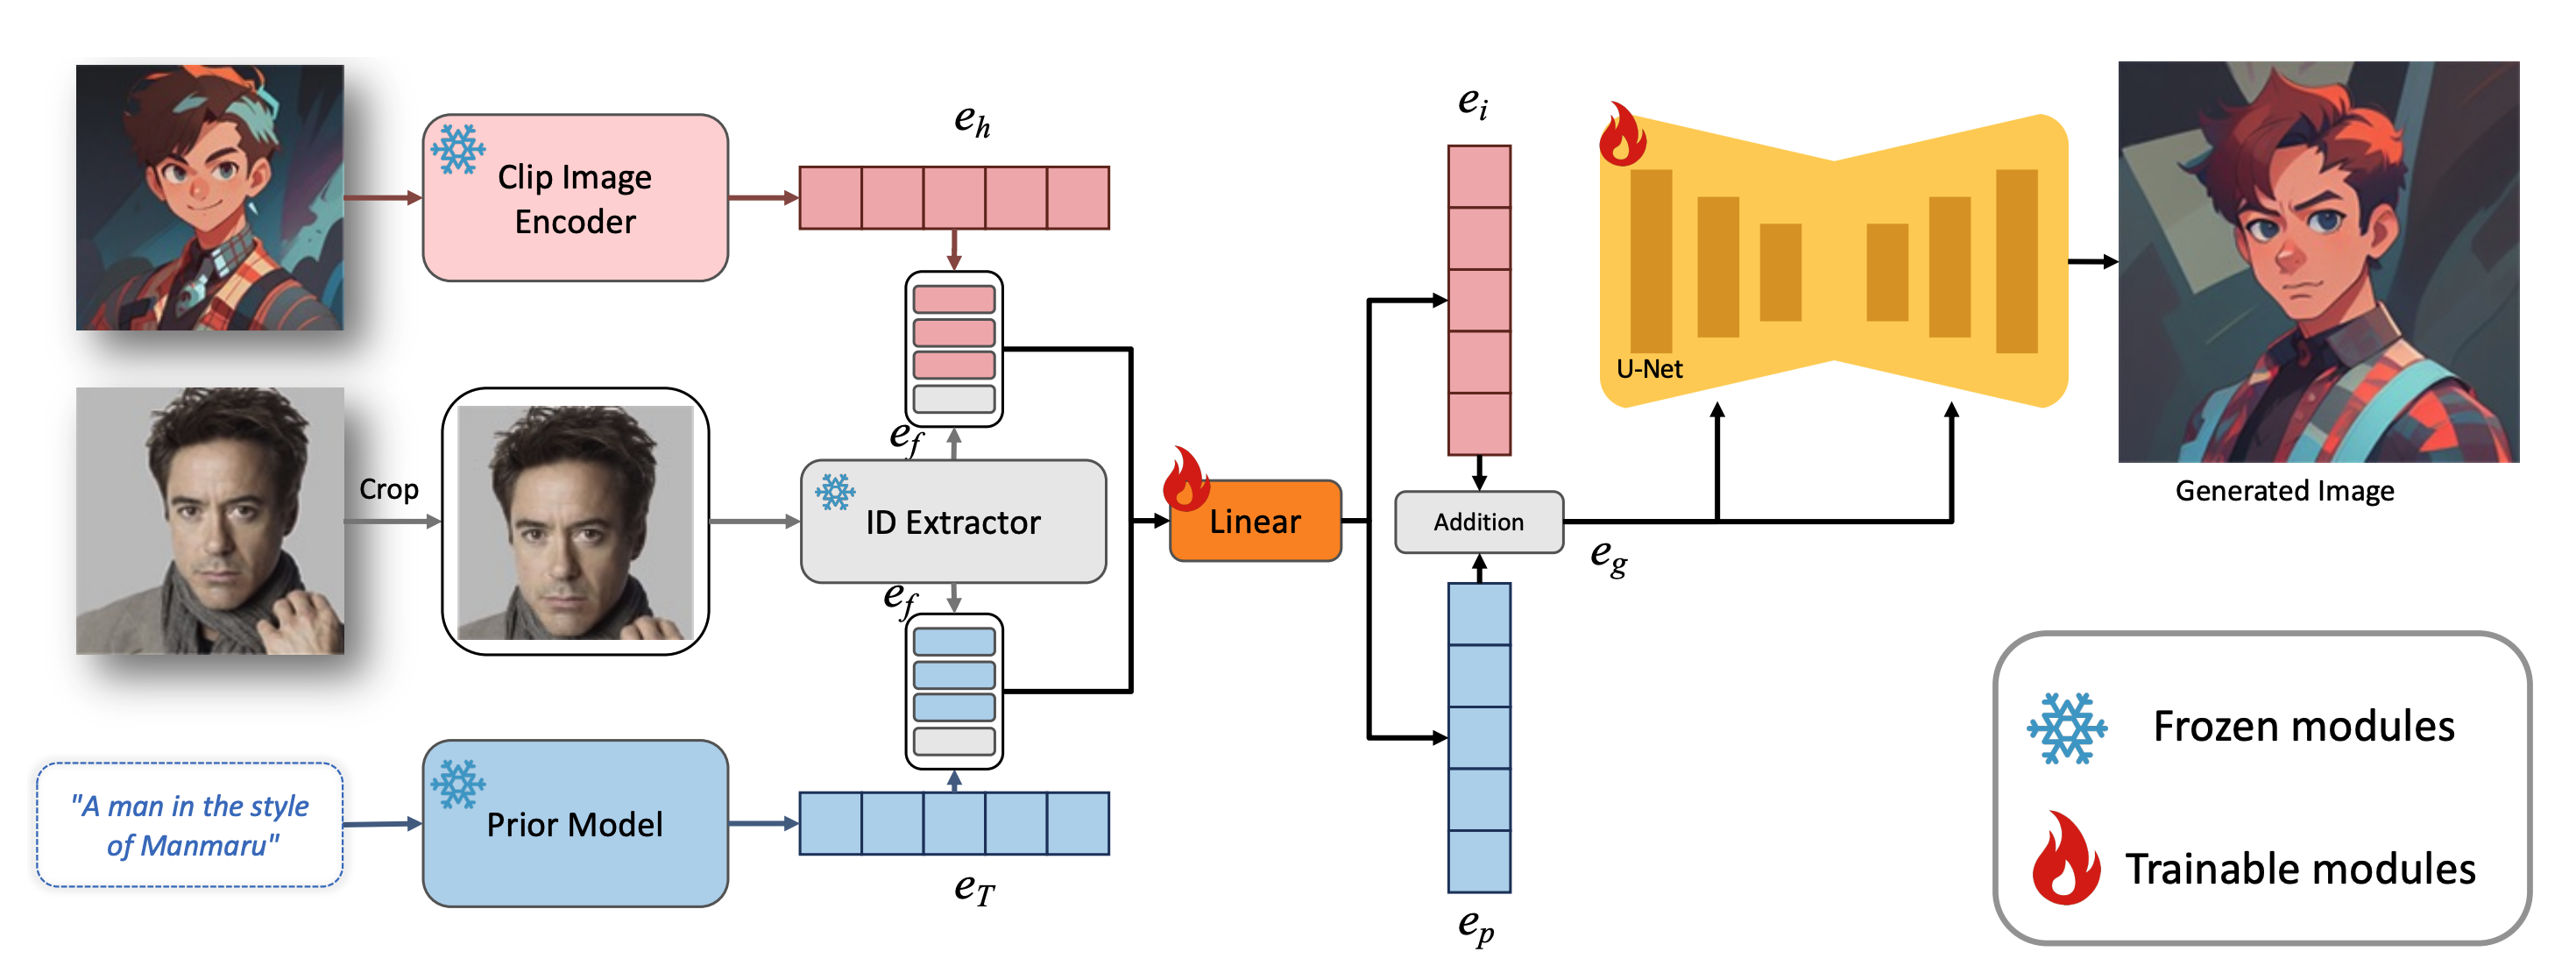 Clip Image
Encoder
e_h
e_i
U-Net
Generated Image
Crop
e_f
ID Extractor
e_f
Linear
Addition
e_g
"A man in the style
of Manmaru"
Prior Model
e_T
e_p
Frozen modules
Trainable modules